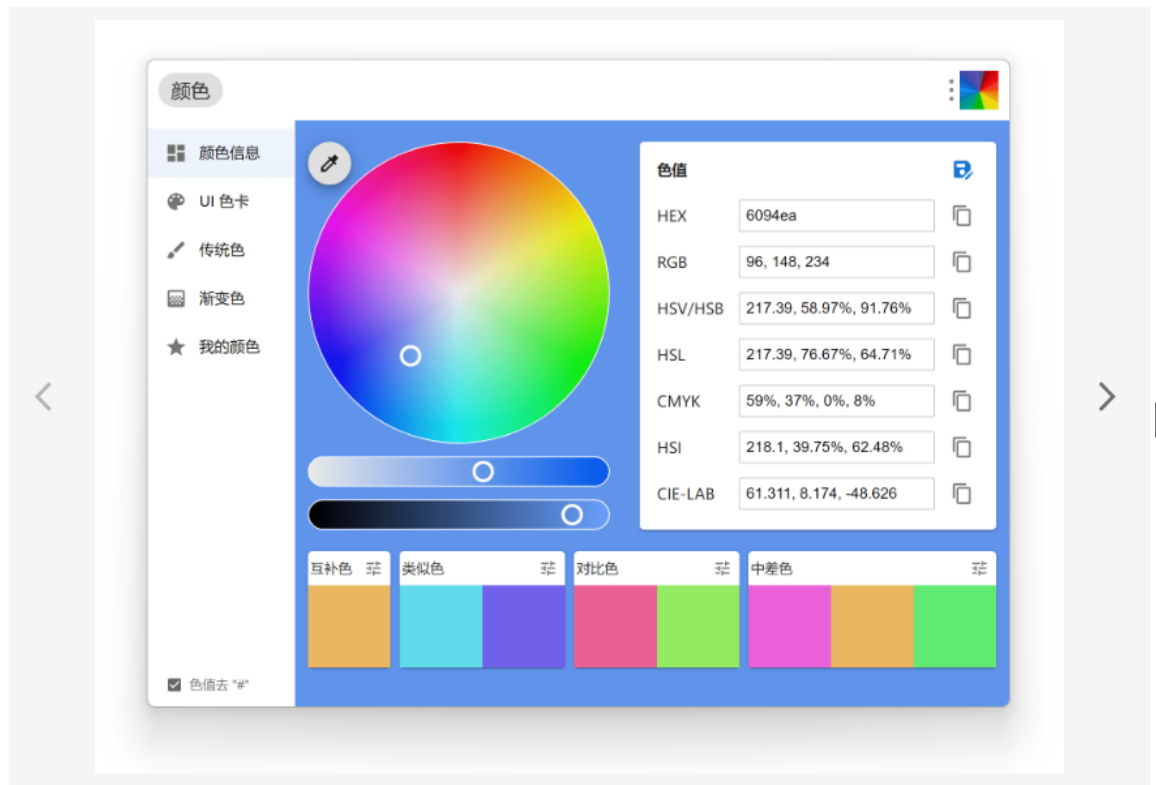 颜色
颜色信息
UI 色卡
传统色
渐变色
我的颜色
色值去 "#"
色值
HEX 6094ea
RGB 96, 148, 234
HSV/HSB 217.39, 58.97%, 91.76%
HSL 217.39, 76.67%, 64.71%
CMYK 59%, 37%, 0%, 8%
HSI 218.1, 39.75%, 62.48%
CIE-LAB 61.311, 8.174, -48.626
互补色 类似色 对比色 中差色